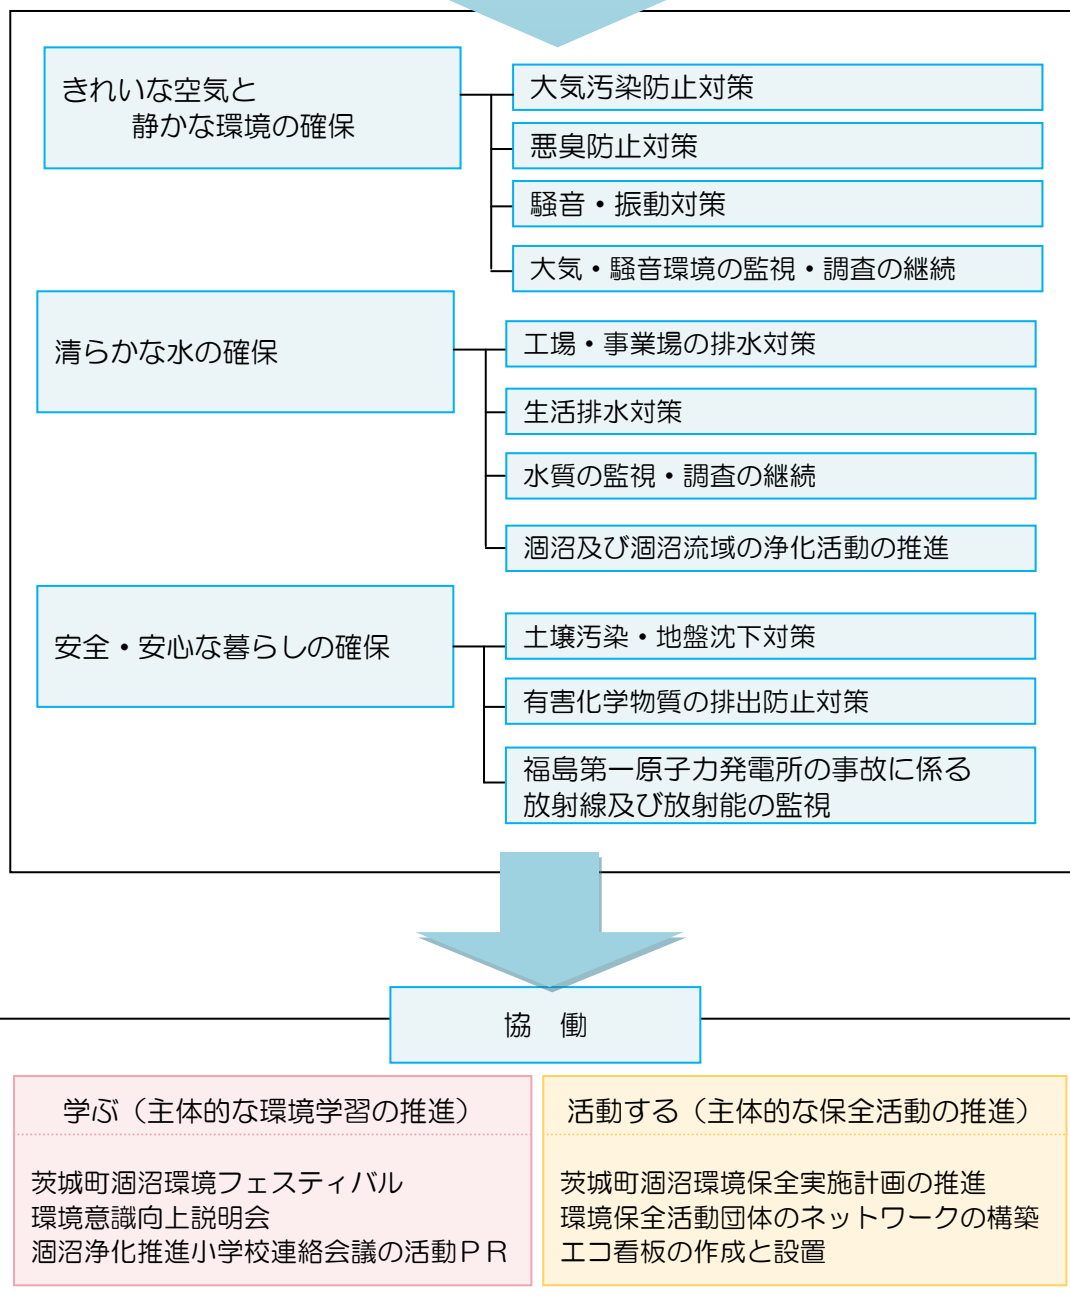 きれいな空気と
静かな環境の確保
大気汚染防止対策
悪臭防止対策
騒音・振動対策
大気・騒音環境の監視・調査の継続
清らかな水の確保
工場・事業場の排水対策
生活排水対策
水質の監視・調査の継続
涸沼及び涸沼流域の浄化活動の推進
安全・安心な暮らしの確保
土壌汚染・地盤沈下対策
有害化学物質の排出防止対策
福島第一原子力発電所の事故に係る
放射線及び放射能の監視
協　働
学ぶ（主体的な環境学習の推進）
茨城町涸沼環境フェスティバル
環境意識向上説明会
涸沼浄化推進小学校連絡会議の活動ＰＲ
活動する（主体的な保全活動の推進）
茨城町涸沼環境保全実施計画の推進
環境保全活動団体のネットワークの構築
エコ看板の作成と設置